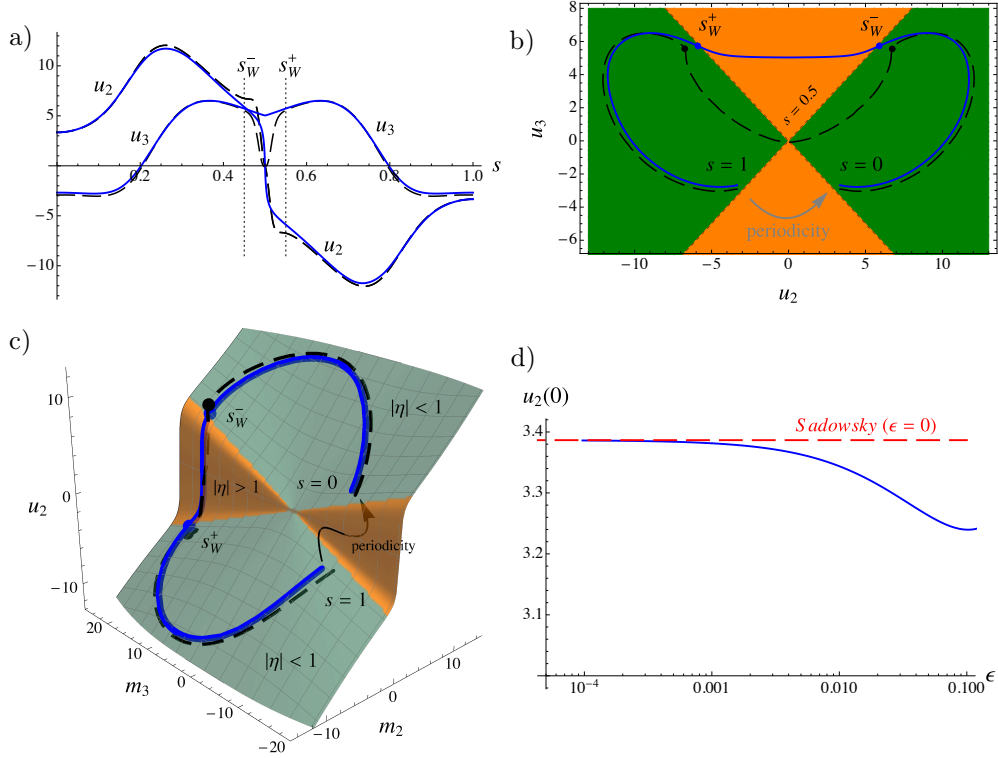 a)
10
5
−5
−10
0.2
0.4
0.6
0.8
1.0
s
u₂
u₃
s_W^−
s_W^+
u₃
u₂
b)
8
6
4
2
0
−2
−4
−6
−10
−5
0
5
10
u₃
u₂
s_W^+
s_W^−
s = 0.5
s = 1
s = 0
periodicity
c)
10
0
−10
u₂
20
10
0
−10
−20
m₃
−10
0
10
m₂
s_W^−
|η| < 1
|η| > 1
s = 0
s_W^+
periodicity
s = 1
|η| < 1
d)
u₂(0)
3.4
3.3
3.2
3.1
Sadowsky (ϵ = 0)
10⁻⁴
0.001
0.010
0.100
ϵ